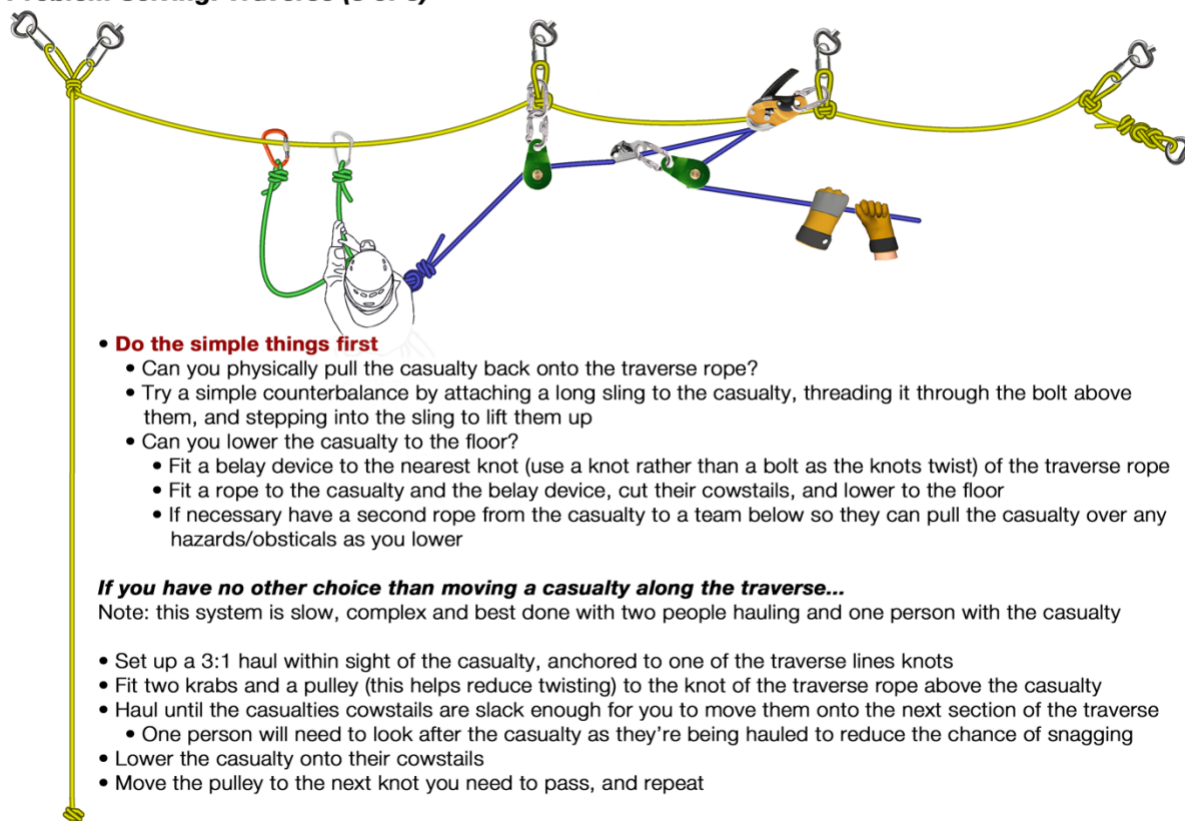 • Do the simple things first
• Can you physically pull the casualty back onto the traverse rope?
• Try a simple counterbalance by attaching a long sling to the casualty, threading it through the bolt above
them, and stepping into the sling to lift them up
• Can you lower the casualty to the floor?
• Fit a belay device to the nearest knot (use a knot rather than a bolt as the knots twist) of the traverse rope
• Fit a rope to the casualty and the belay device, cut their cowstails, and lower to the floor
• If necessary have a second rope from the casualty to a team below so they can pull the casualty over any
hazards/obsticals as you lower
If you have no other choice than moving a casualty along the traverse...
Note: this system is slow, complex and best done with two people hauling and one person with the casualty
• Set up a 3:1 haul within sight of the casualty, anchored to one of the traverse lines knots
• Fit two krabs and a pulley (this helps reduce twisting) to the knot of the traverse rope above the casualty
• Haul until the casualties cowstails are slack enough for you to move them onto the next section of the traverse
• One person will need to look after the casualty as they're being hauled to reduce the chance of snagging
• Lower the casualty onto their cowstails
• Move the pulley to the next knot you need to pass, and repeat